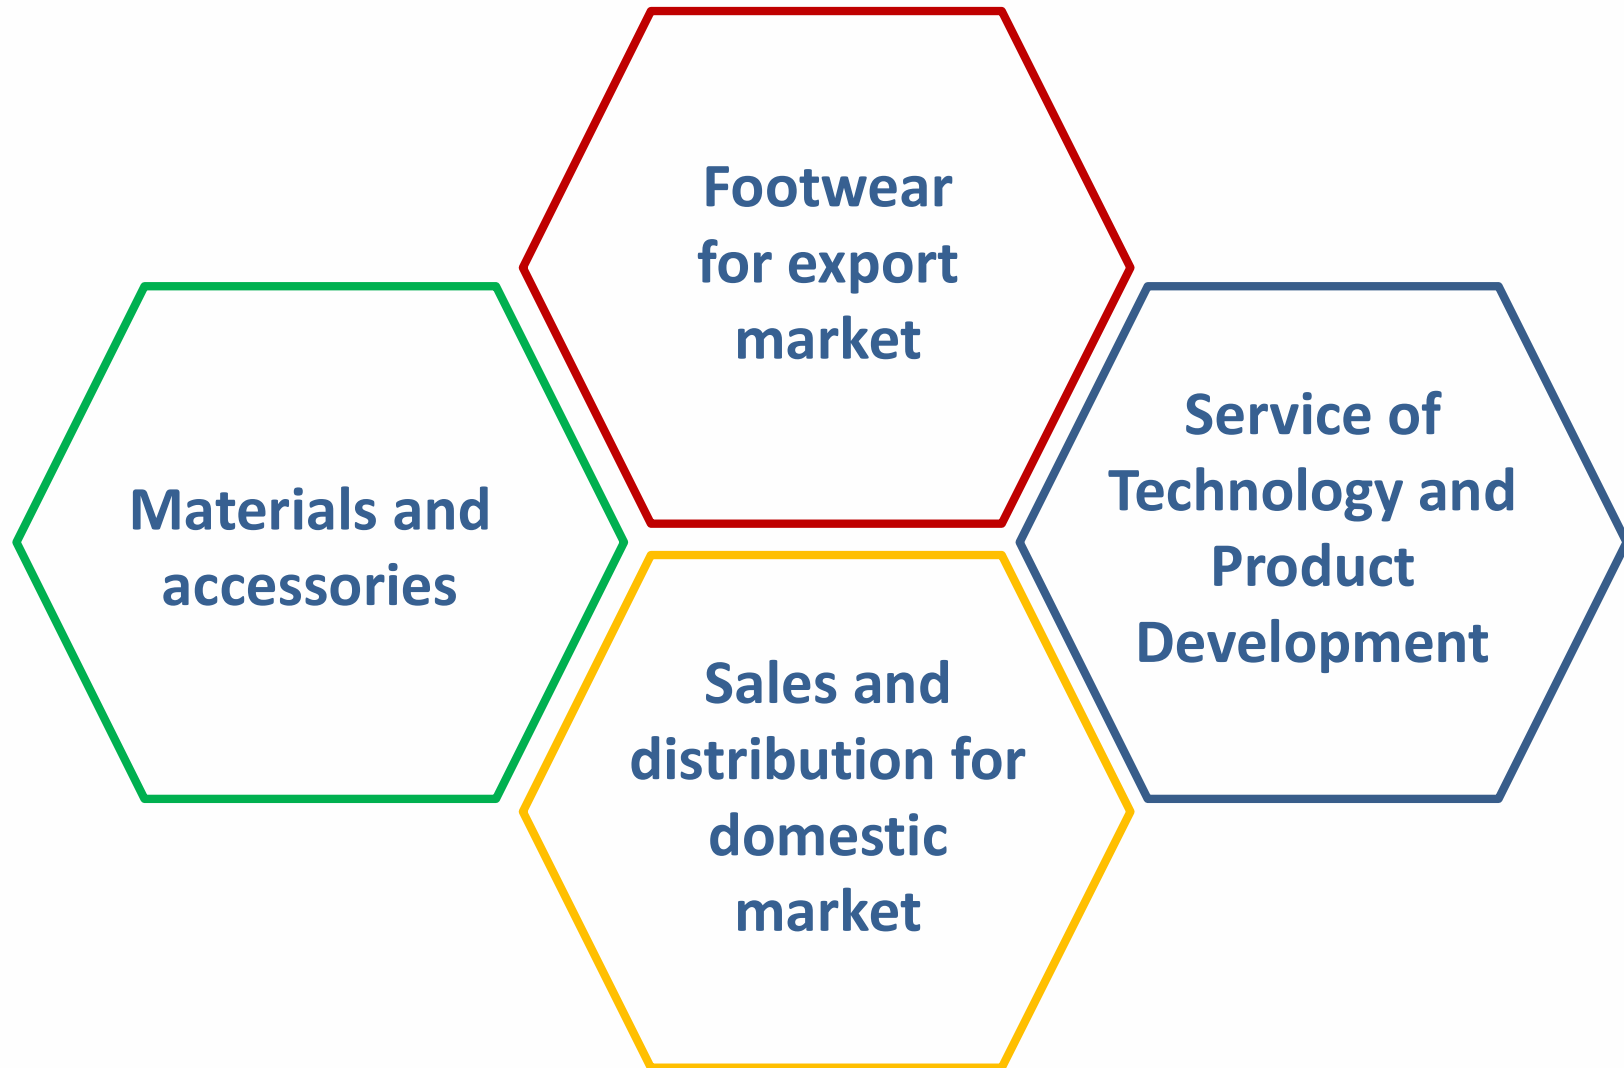 Footwear
for export
market
Materials and
accessories
Service of
Technology and
Product
Development
Sales and
distribution for
domestic
market